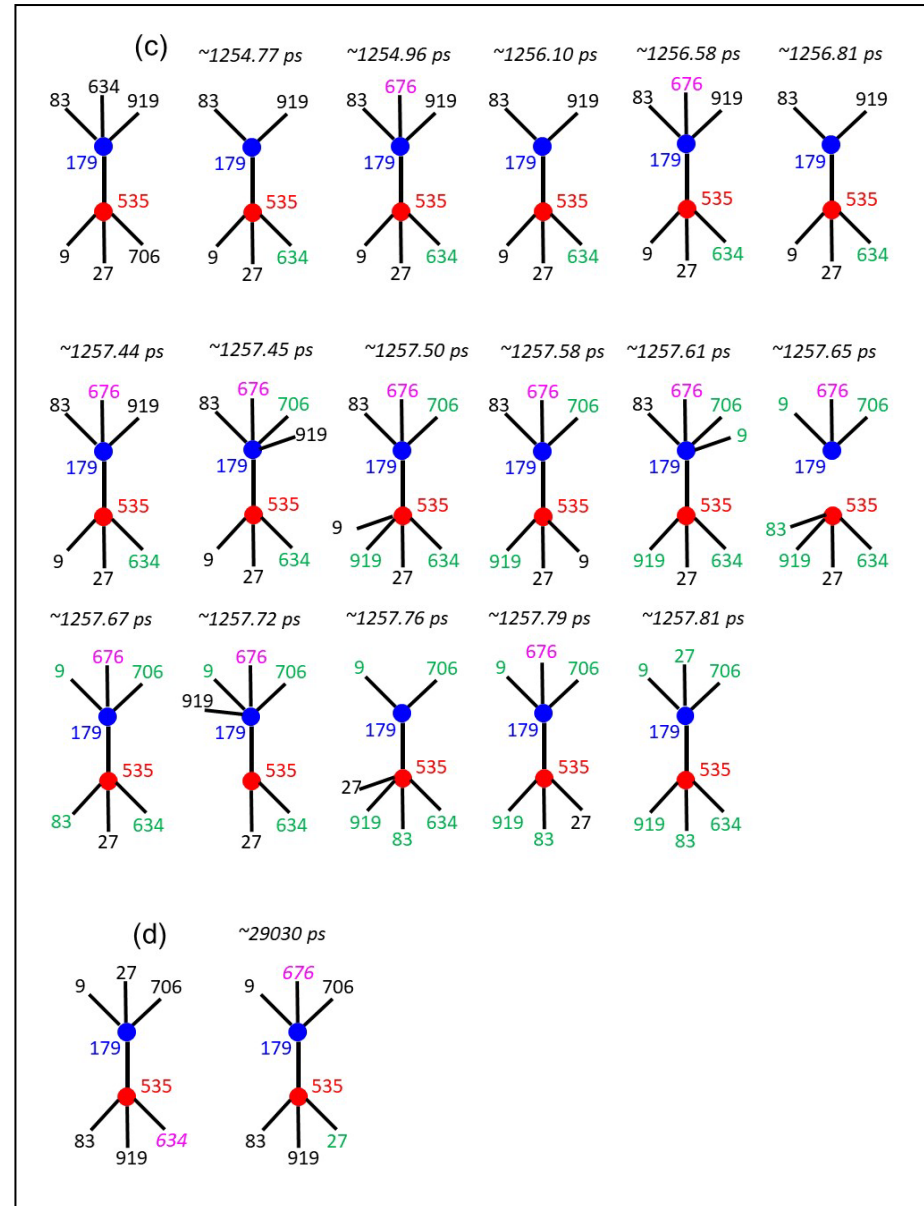 (c)
~1254.77 ps ~1254.96 ps ~1256.10 ps ~1256.58 ps ~1256.81 ps
634 676 676
83 919 83 919 83 919 83 919 83 919 83 919
179 179 179 179 179 179
535 535 535 535 535 535
9 706 9 634 9 634 9 634 9 634 9 634
27 27 27 27 27 27
~1257.44 ps ~1257.45 ps ~1257.50 ps ~1257.58 ps ~1257.61 ps ~1257.65 ps
676 676 676 676 676 676
83 919 83 706 83 706 83 706 83 706 9 706
919 9
179 179 179 179 179 179
535 535 535 535 535 535
9 83
9 634 9 634 919 634 919 9 919 634 919 634
27 27 27 27 27 27
~1257.67 ps ~1257.72 ps ~1257.76 ps ~1257.79 ps ~1257.81 ps
676 676 676 27
9 706 9 706 9 706 9 706 9 706
919
179 179 179 179 179
535 535 535 535 535
27
83 634 634 919 634 919 27 919 634
27 27 83 83 83
(d)
~29030 ps
27 676
9 706 9 706
179 179
535 535
83 634 83 27
919 919